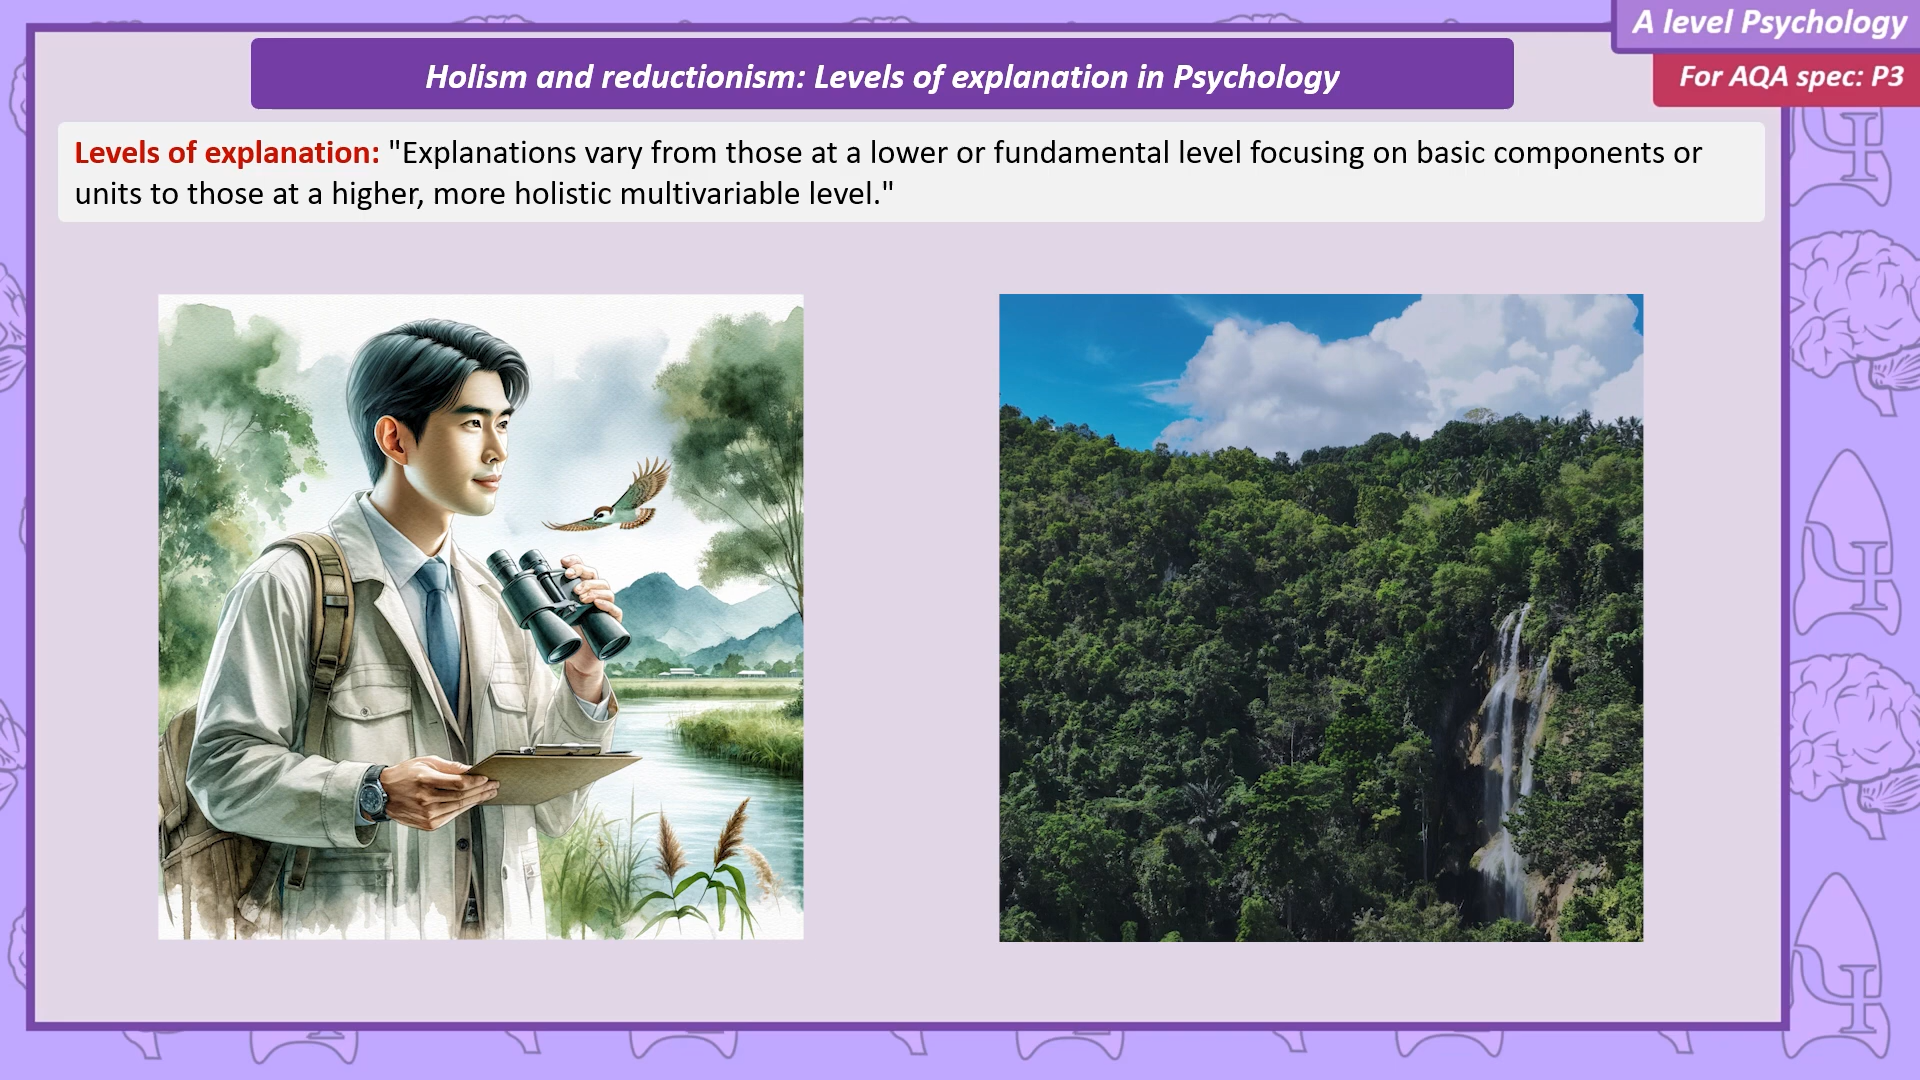 A level Psychology
For AQA spec: P3
Holism and reductionism: Levels of explanation in Psychology
Levels of explanation: "Explanations vary from those at a lower or fundamental level focusing on basic components or
units to those at a higher, more holistic multivariable level."